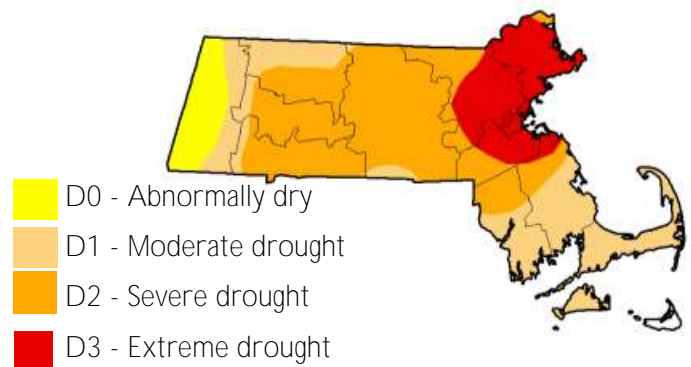 D0 - Abnormally dry
D1 - Moderate drought
D2 - Severe drought
D3 - Extreme drought